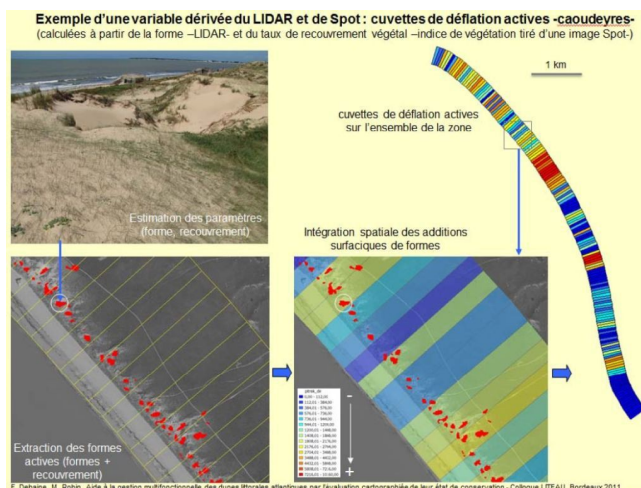 Exemple d'une variable dérivée du LIDAR et de Spot : cuvettes de déflation actives -caoudeyres-
(calculées à partir de la forme –LIDAR- et du taux de recouvrement végétal –indice de végétation tiré d'une image Spot-)
1 km
cuvettes de déflation actives
sur l'ensemble de la zone
Estimation des paramètres
(forme, recouvrement)
Intégration spatiale des additions
surfaciques de formes
Extraction des formes
actives (formes +
recouvrement)
-
+
F. Debaine, M. Robin, Aide à la gestion multifonctionnelle des dunes littorales atlantiques par l'évaluation cartographiée de leur état de conservation - Colloque LITEAU, Bordeaux 2011